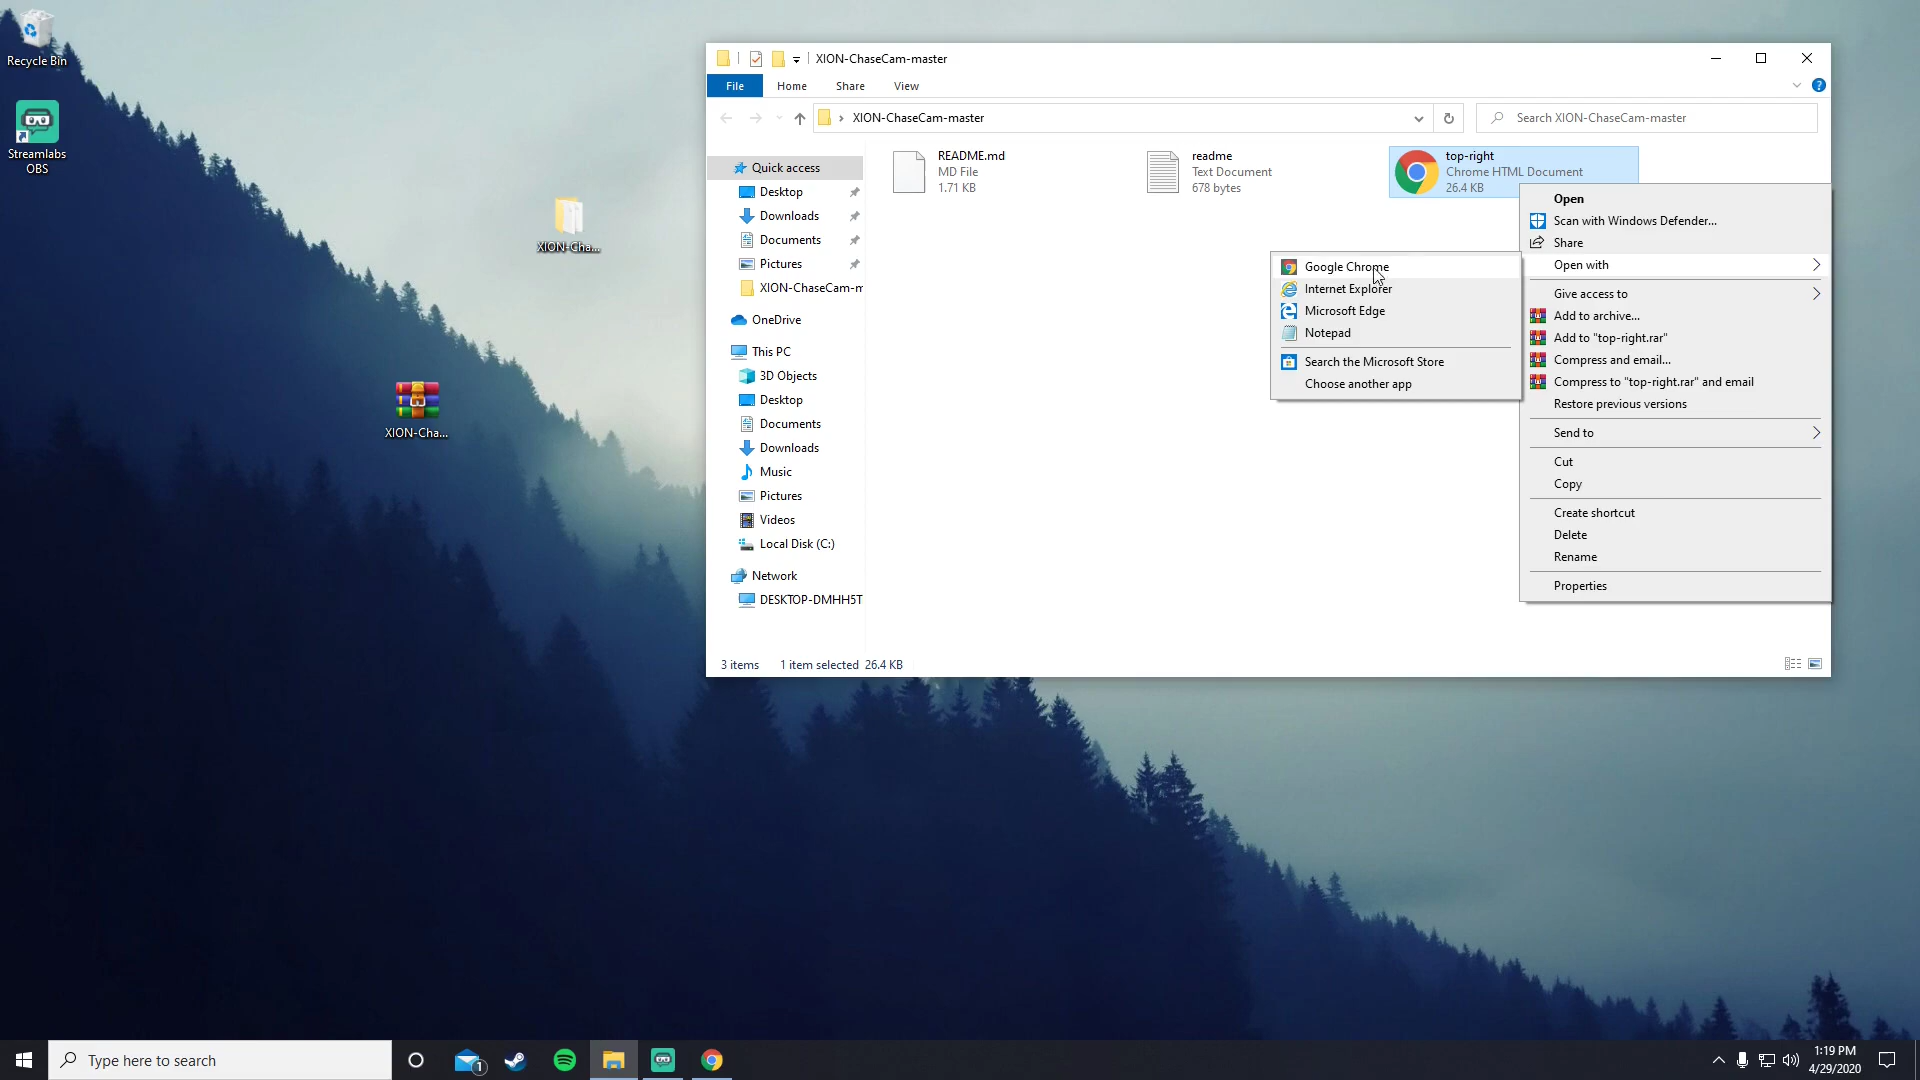 Recycle Bin
Streamlabs
OBS
XION-Cha...
XION-Cha...
XION-ChaseCam-master
File
Home
Share
View
XION-ChaseCam-master
Search XION-ChaseCam-master
Quick access
Desktop
Downloads
Documents
Pictures
XION-ChaseCam-m
OneDrive
This PC
3D Objects
Desktop
Documents
Downloads
Music
Pictures
Videos
Local Disk (C:)
Network
DESKTOP-DMHH5T
README.md
MD File
1.71 KB
readme
Text Document
678 bytes
top-right
Chrome HTML Document
26.4 KB
Google Chrome
Internet Explorer
Microsoft Edge
Notepad
Search the Microsoft Store
Choose another app
Open
Scan with Windows Defender...
Share
Open with
Give access to
Add to archive...
Add to "top-right.rar"
Compress and email...
Compress to "top-right.rar" and email
Restore previous versions
Send to
Cut
Copy
Create shortcut
Delete
Rename
Properties
3 items
1 item selected 26.4 KB
Type here to search
1
1:19 PM
4/29/2020